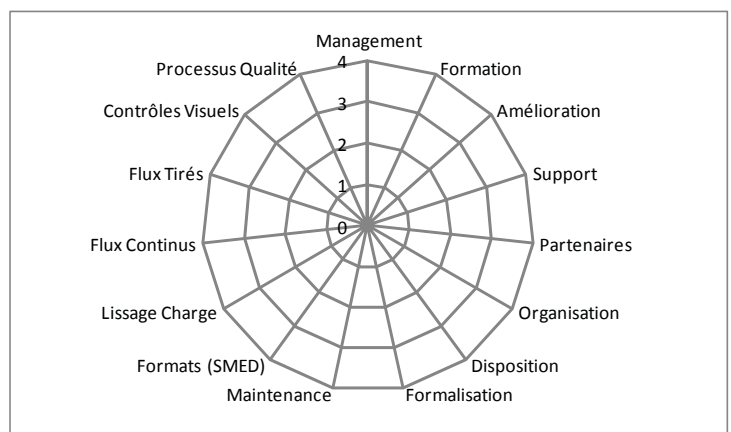 Management
4
Processus Qualité
Formation
3
Contrôles Visuels
Amélioration
2
Flux Tirés
Support
1
0
Flux Continus
Partenaires
Lissage Charge
Organisation
Formats (SMED)
Disposition
Maintenance
Formalisation